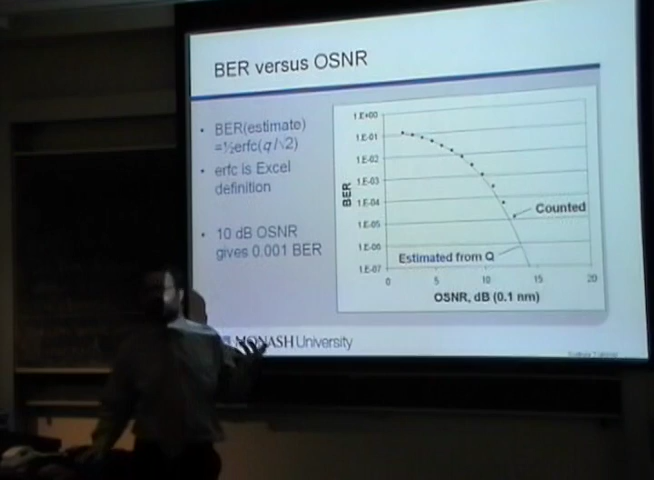 BER versus OSNR
• BER(estimate)
=½erfc(q/√2)
• erfc is Excel
definition
• 10 dB OSNR
gives 0.001 BER
1.E+00
1.E-01
1.E-02
1.E-03
1.E-04
1.E-05
1.E-06
1.E-07
BER
Counted
Estimated from Q
0 5 10 15 20
OSNR, dB (0.1 nm)
MONASH University